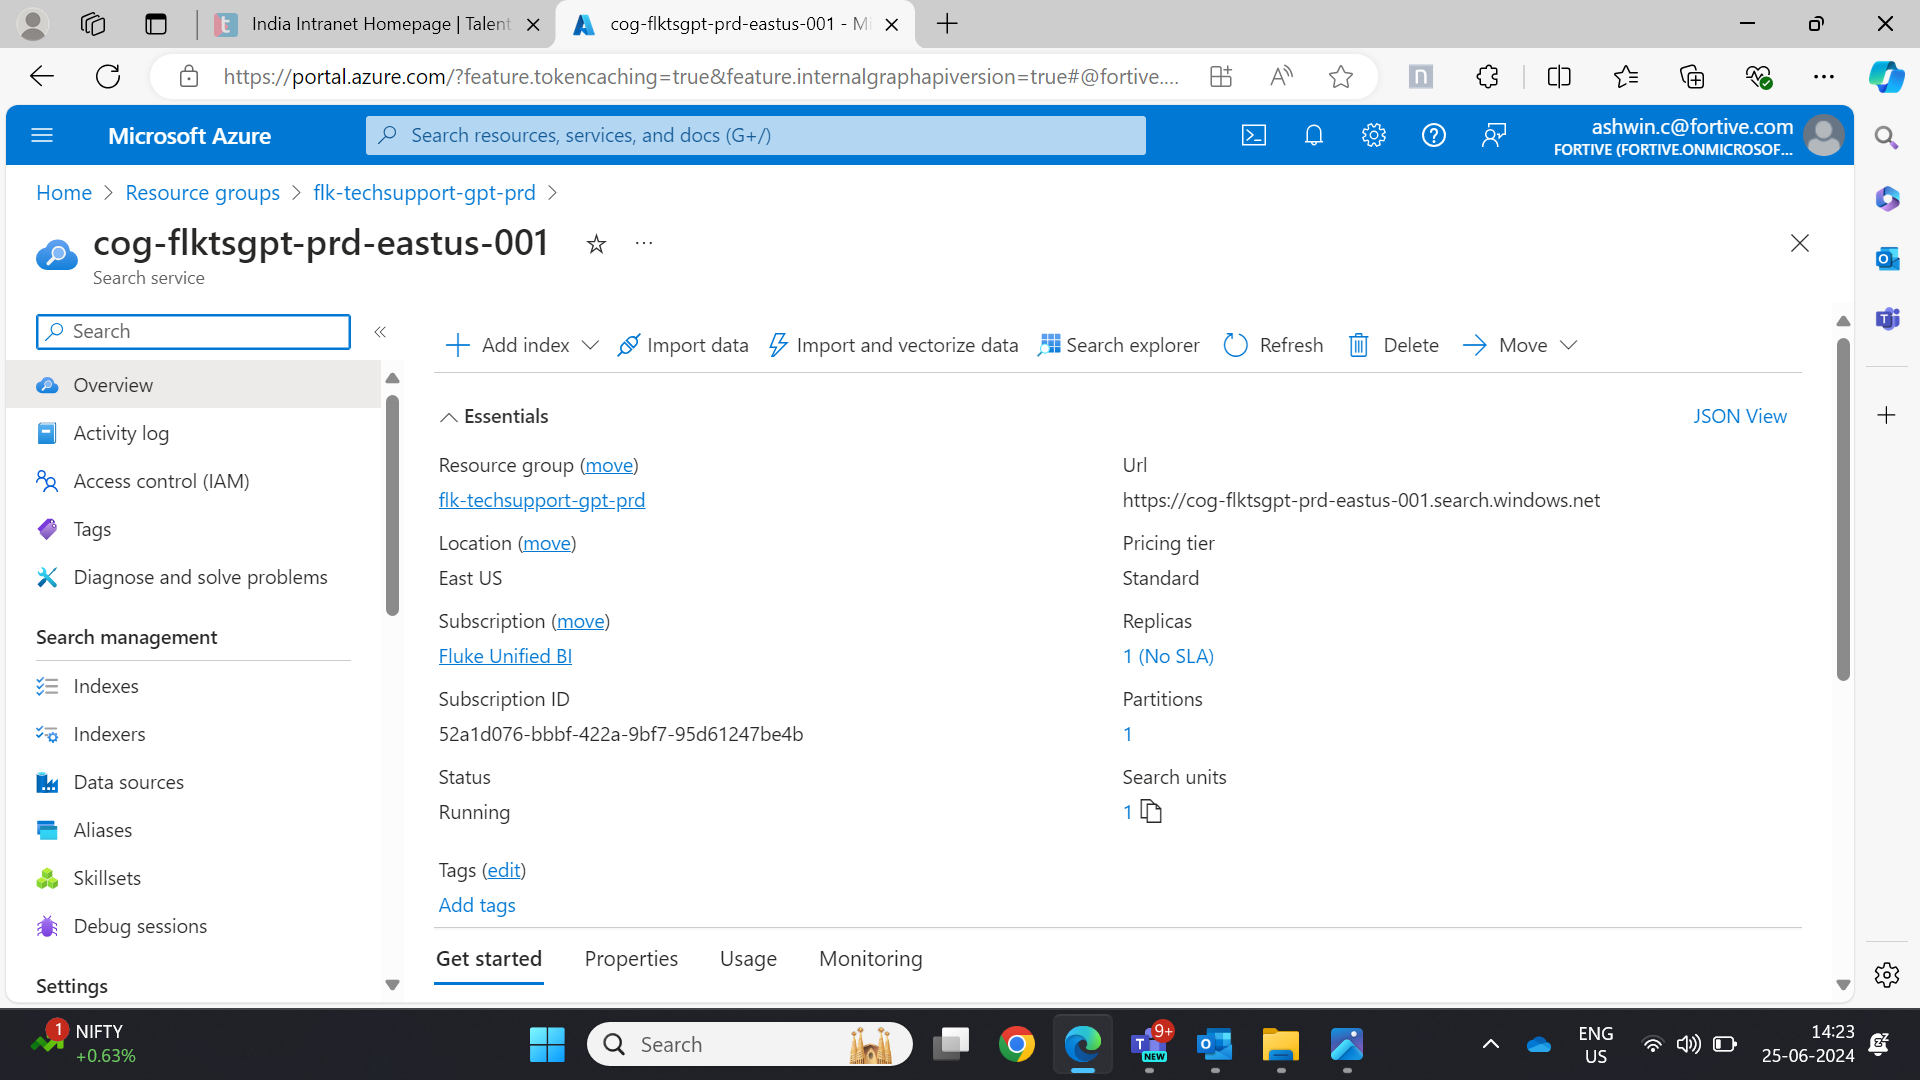 India Intranet Homepage | Talent
cog-flktsgpt-prd-eastus-001 - Mi
https://portal.azure.com/?feature.tokencaching=true&feature.internalgraphapiversion=true#@fortive....
Microsoft Azure
Search resources, services, and docs (G+/)
ashwin.c@fortive.com
FORTIVE (FORTIVE.ONMICROSOF...
Home > Resource groups > flk-techsupport-gpt-prd >
cog-flktsgpt-prd-eastus-001
Search service
Search
Add index
Import data
Import and vectorize data
Search explorer
Refresh
Delete
Move
Overview
Activity log
Access control (IAM)
Tags
Diagnose and solve problems
Search management
Indexes
Indexers
Data sources
Aliases
Skillsets
Debug sessions
Settings
Essentials
JSON View
Resource group (move)
flk-techsupport-gpt-prd
Location (move)
East US
Subscription (move)
Fluke Unified BI
Subscription ID
52a1d076-bbbf-422a-9bf7-95d61247be4b
Status
Running
Tags (edit)
Add tags
Url
https://cog-flktsgpt-prd-eastus-001.search.windows.net
Pricing tier
Standard
Replicas
1 (No SLA)
Partitions
1
Search units
1
Get started
Properties
Usage
Monitoring
1
NIFTY
+0.63%
Search
9+
NEW
ENG
US
14:23
25-06-2024